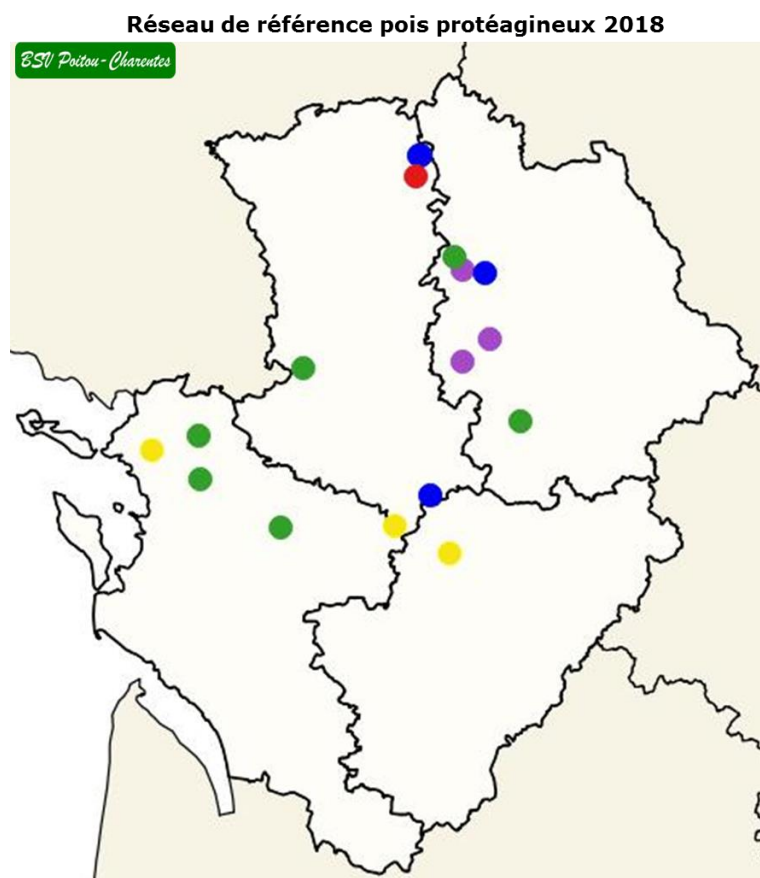 Réseau de référence pois protéagineux 2018
BSV Poitou-Charentes